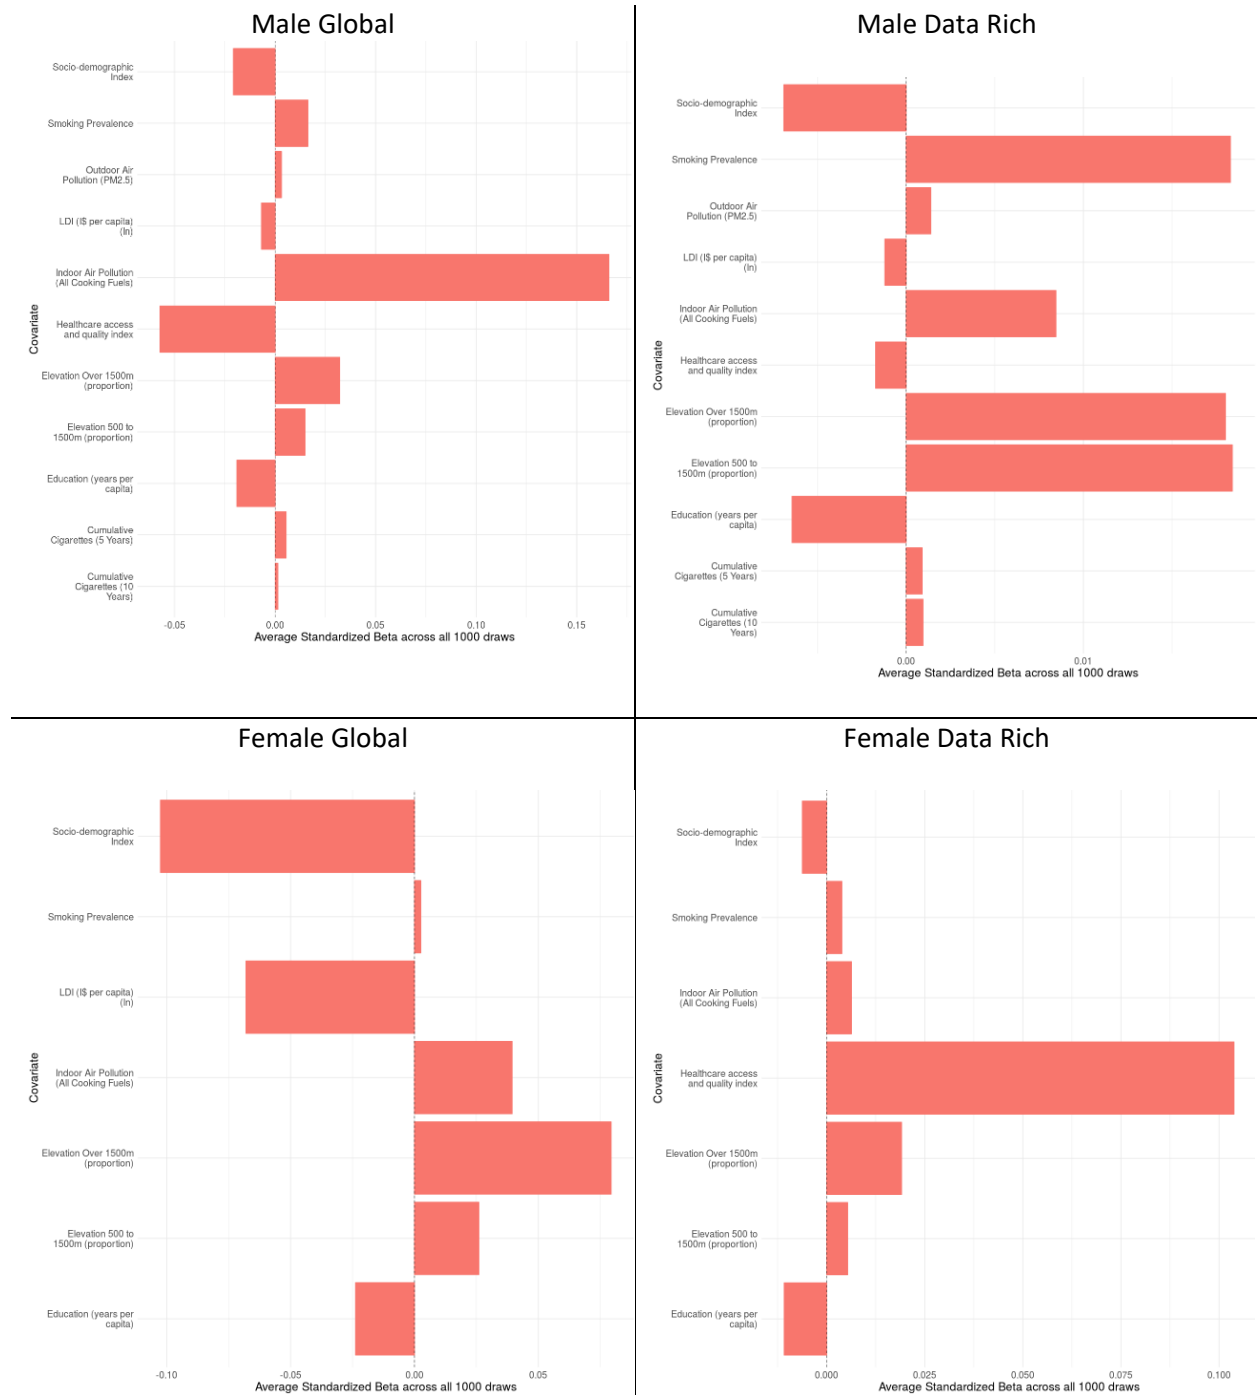 Male Global
Socio-demographic
Index
Smoking Prevalence
Outdoor Air
Pollution (PM2.5)
LDI (I$ per capita)
(ln)
Indoor Air Pollution
(All Cooking Fuels)
Healthcare access
and quality index
Elevation Over 1500m
(proportion)
Elevation 500 to
1500m (proportion)
Education (years per
capita)
Cumulative
Cigarettes (5 Years)
Cumulative
Cigarettes (10
Years)
Covariate
-0.05 0.00 0.05 0.10 0.15
Average Standardized Beta across all 1000 draws
Male Data Rich
Socio-demographic
Index
Smoking Prevalence
Outdoor Air
Pollution (PM2.5)
LDI (I$ per capita)
(ln)
Indoor Air Pollution
(All Cooking Fuels)
Healthcare access
and quality index
Elevation Over 1500m
(proportion)
Elevation 500 to
1500m (proportion)
Education (years per
capita)
Cumulative
Cigarettes (5 Years)
Cumulative
Cigarettes (10
Years)
Covariate
0.00 0.01
Average Standardized Beta across all 1000 draws
Female Global
Socio-demographic
Index
Smoking Prevalence
LDI (I$ per capita)
(ln)
Indoor Air Pollution
(All Cooking Fuels)
Elevation Over 1500m
(proportion)
Elevation 500 to
1500m (proportion)
Education (years per
capita)
Covariate
-0.10 -0.05 0.00 0.05
Average Standardized Beta across all 1000 draws
Female Data Rich
Socio-demographic
Index
Smoking Prevalence
Indoor Air Pollution
(All Cooking Fuels)
Healthcare access
and quality index
Elevation Over 1500m
(proportion)
Elevation 500 to
1500m (proportion)
Education (years per
capita)
Covariate
0.000 0.025 0.050 0.075 0.100
Average Standardized Beta across all 1000 draws